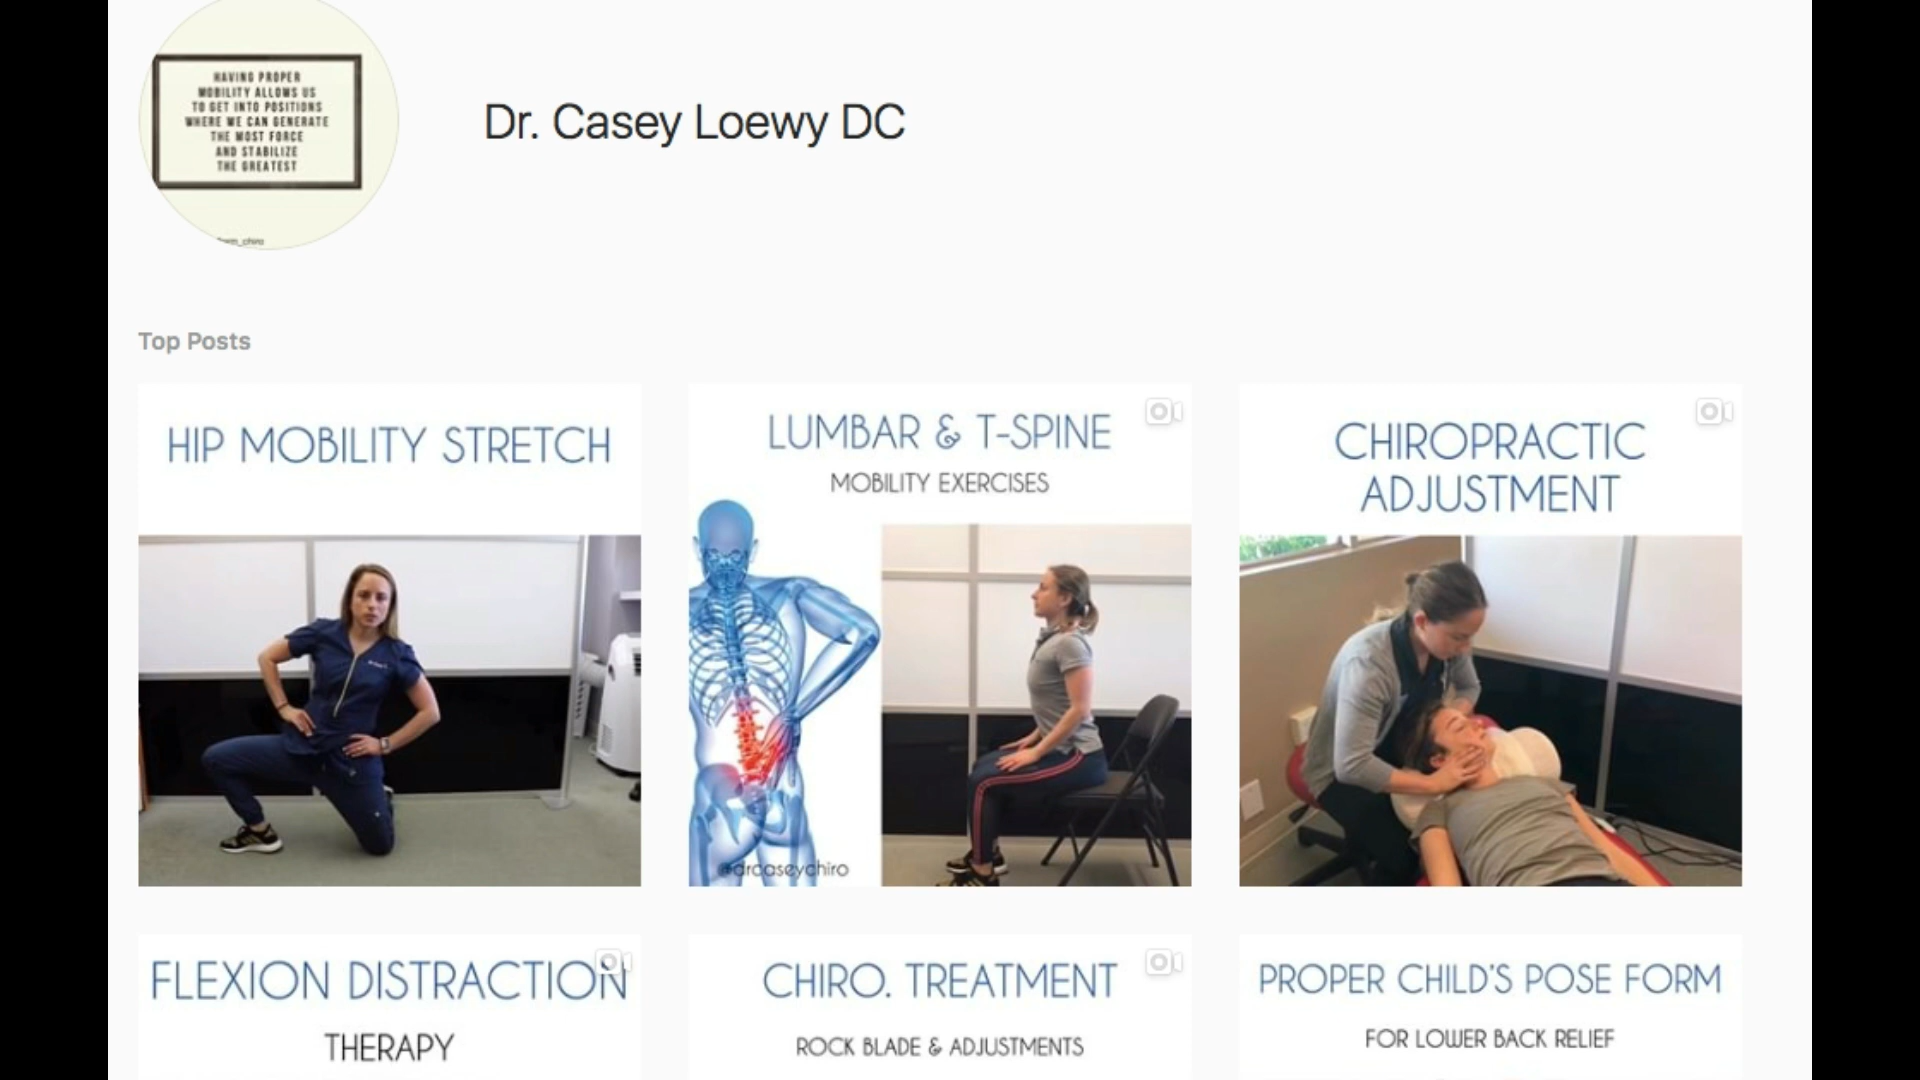 HAVING PROPER
MOBILITY ALLOWS US
TO GET INTO POSITIONS
WHERE WE CAN GENERATE
THE MOST FORCE
AND STABILIZE
THE GREATEST
form_chiro
Dr. Casey Loewy DC
Top Posts
HIP MOBILITY STRETCH
LUMBAR & T-SPINE
MOBILITY EXERCISES
@drcaseychiro
CHIROPRACTIC
ADJUSTMENT
FLEXION DISTRACTION
THERAPY
CHIRO. TREATMENT
ROCK BLADE & ADJUSTMENTS
PROPER CHILD'S POSE FORM
FOR LOWER BACK RELIEF